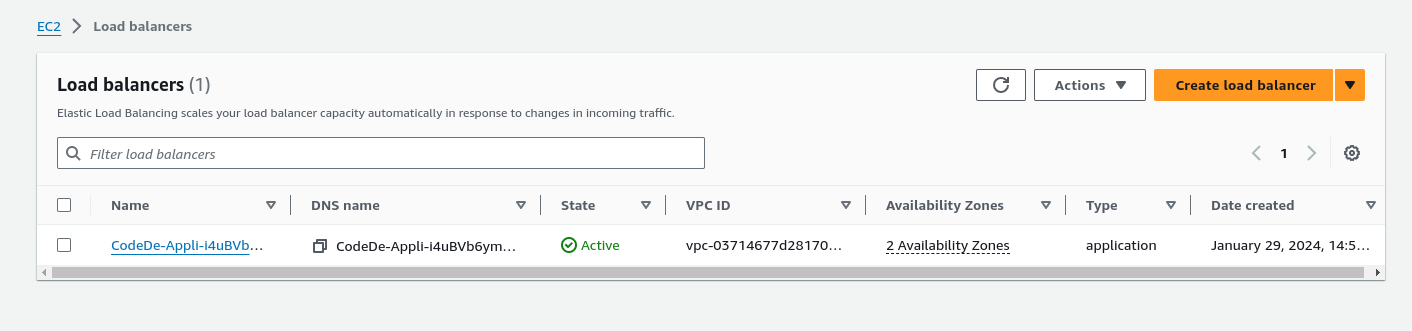 EC2 Load balancers
Load balancers (1)
Actions
Create load balancer
Elastic Load Balancing scales your load balancer capacity automatically in response to changes in incoming traffic.
Filter load balancers
1
Name DNS name State VPC ID Availability Zones Type Date created
CodeDe-Appli-i4uBVb… CodeDe-Appli-i4uBVb6ym… Active vpc-03714677d28170… 2 Availability Zones application January 29, 2024, 14:5…